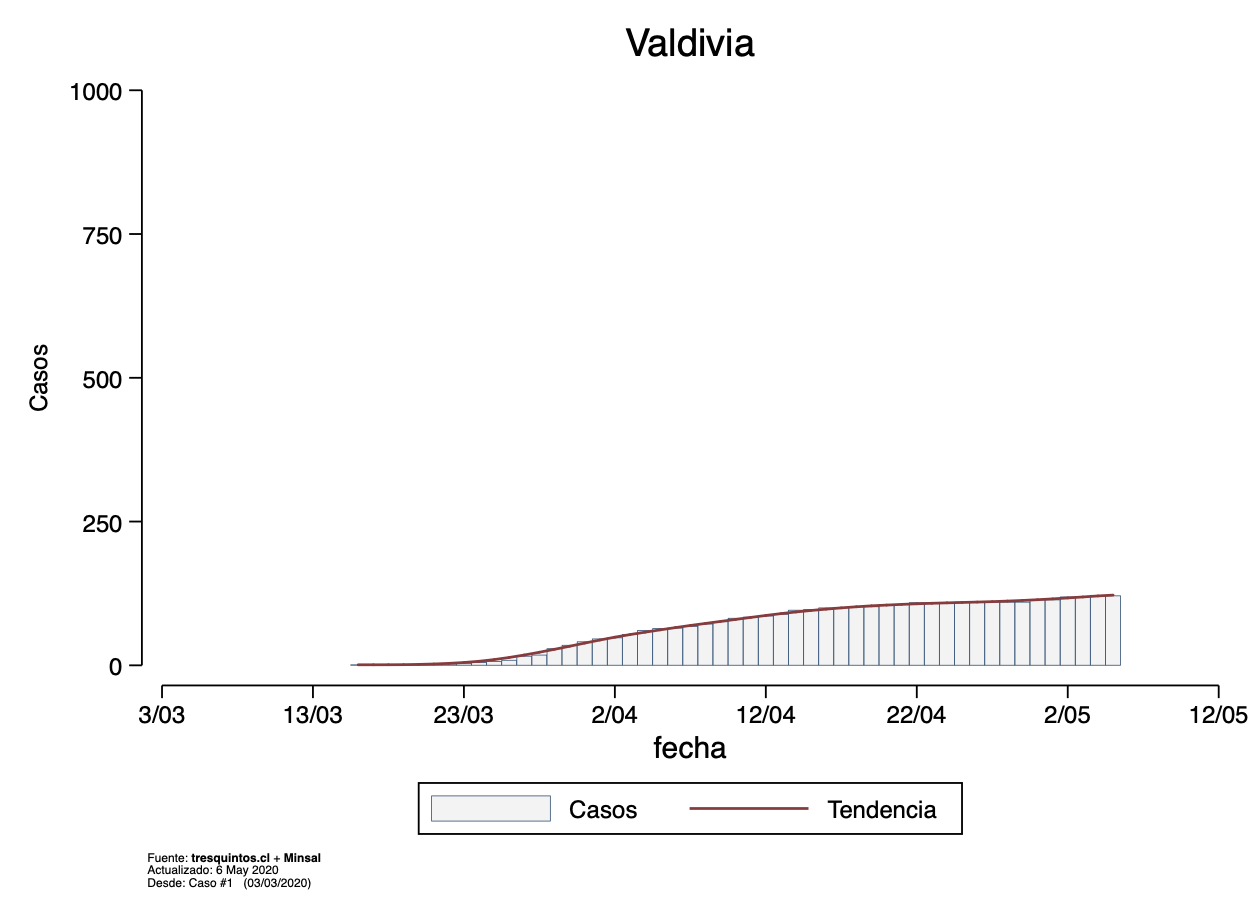 Valdivia
1000
750
500
250
0
Casos
3/03 13/03 23/03 2/04 12/04 22/04 2/05 12/05
fecha
Casos Tendencia
Fuente: tresquintos.cl + Minsal
Actualizado: 6 May 2020
Desde: Caso #1 (03/03/2020)